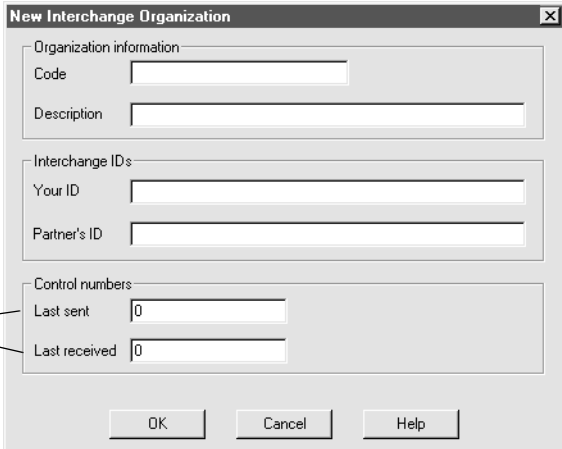 New Interchange Organization
Organization information
Code
Description
Interchange IDs
Your ID
Partner's ID
Control numbers
Last sent 0
Last received 0
OK Cancel Help